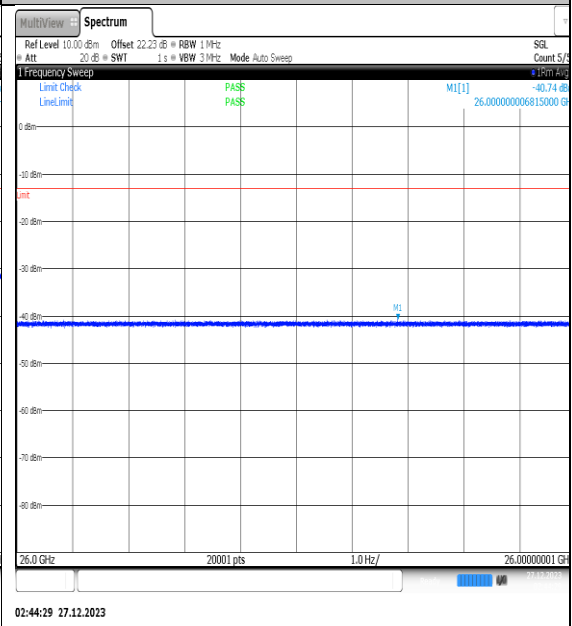 MultiView Spectrum
Ref Level 10.00 dBm Offset 22.23 dB RBW 1 MHz SGL
Att 20 dB SWT 1 s VBW 3 MHz Mode Auto Sweep Count 5/5
1 Frequency Sweep 1Rm Avg
Limit Check PASS M1[1] -40.74 dB
LineLimit PASS 26.000000006815000 GH
0 dBm
-10 dBm
Limit
-20 dBm
-30 dBm
M1
-40 dBm
-50 dBm
-60 dBm
-70 dBm
-80 dBm
26.0 GHz 20001 pts 1.0 Hz/ 26.00000001 GH
27.12.2023
02:44:29 27.12.2023